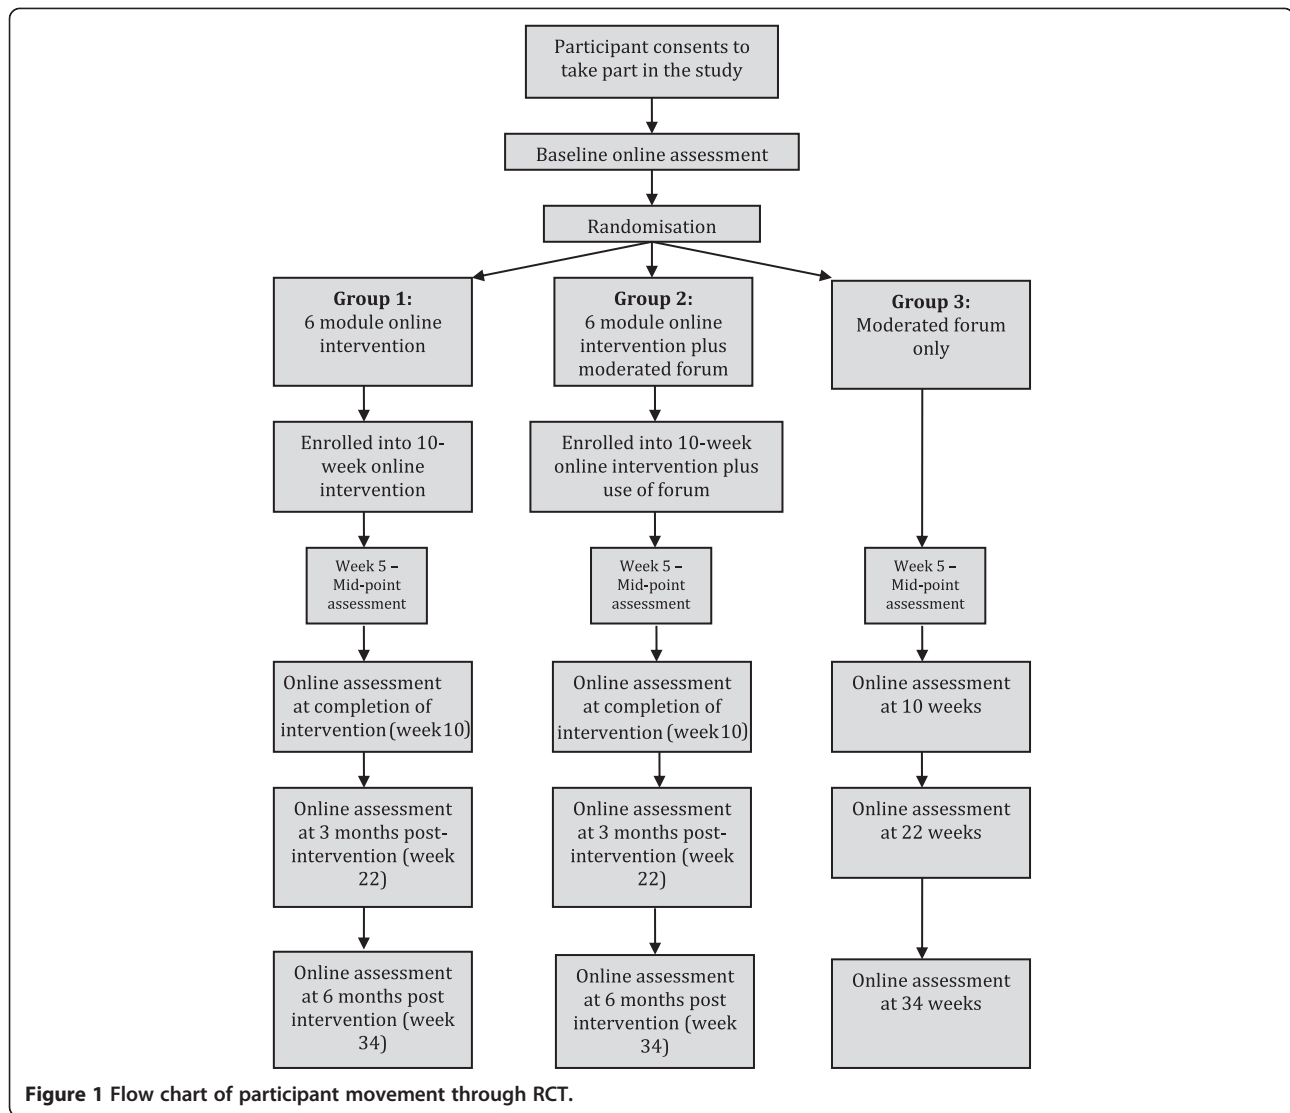 Participant consents to
take part in the study
Baseline online assessment
Randomisation
Group 1:
6 module online
intervention
Group 2:
6 module online
intervention plus
moderated forum
Group 3:
Moderated forum
only
Enrolled into 10-
week online
intervention
Enrolled into 10-week
online intervention plus
use of forum
Week 5 –
Mid-point
assessment
Week 5 –
Mid-point
assessment
Week 5 –
Mid-point
assessment
Online assessment
at completion of
intervention (week 10)
Online assessment
at completion of
intervention (week 10)
Online assessment
at 10 weeks
Online assessment
at 3 months post-
intervention (week
22)
Online assessment
at 3 months post-
intervention (week
22)
Online assessment
at 22 weeks
Online assessment
at 6 months post
intervention (week
34)
Online assessment
at 6 months post
intervention (week
34)
Online assessment
at 34 weeks
Figure 1 Flow chart of participant movement through RCT.